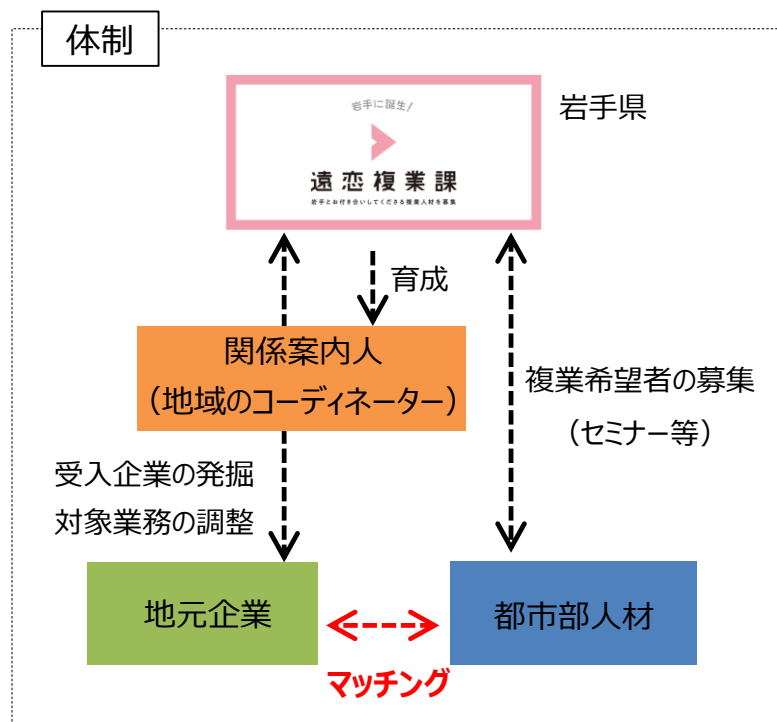 体制
岩手に誕生!
遠恋複業課
岩手とお付き合いしてくださる複業人材を募集
岩手県
育成
関係案内人
（地域のコーディネーター）
複業希望者の募集
（セミナー等）
受入企業の発掘
対象業務の調整
地元企業
都市部人材
マッチング